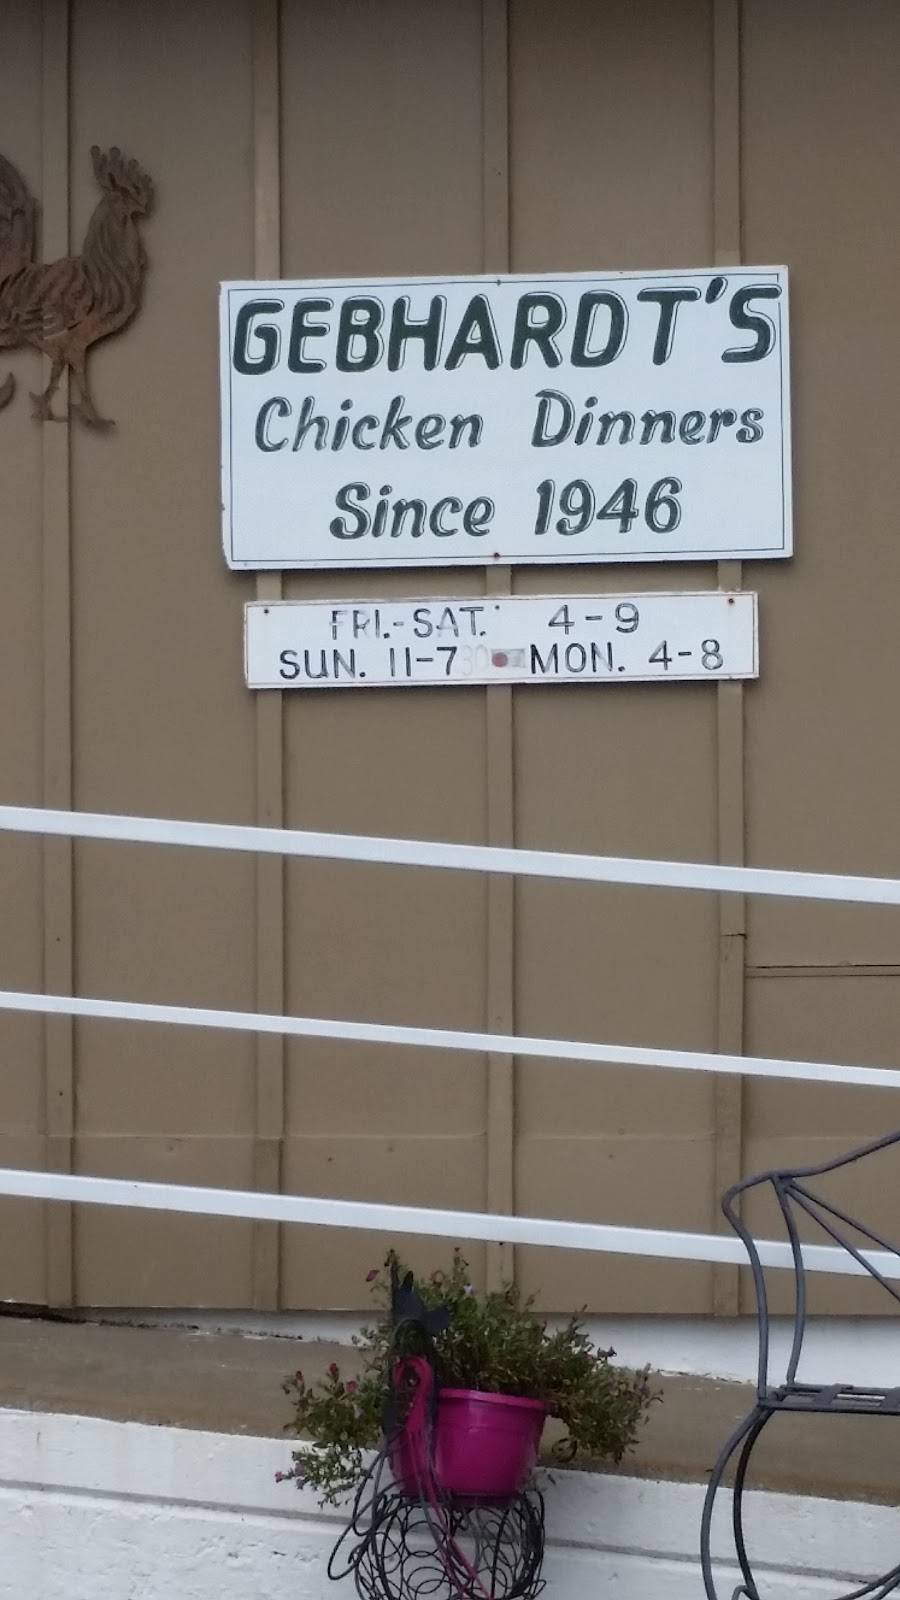 GEBHARDT'S
Chicken Dinners
Since 1946
FRI.-SAT. 4-9
SUN. 11-7 MON. 4-8